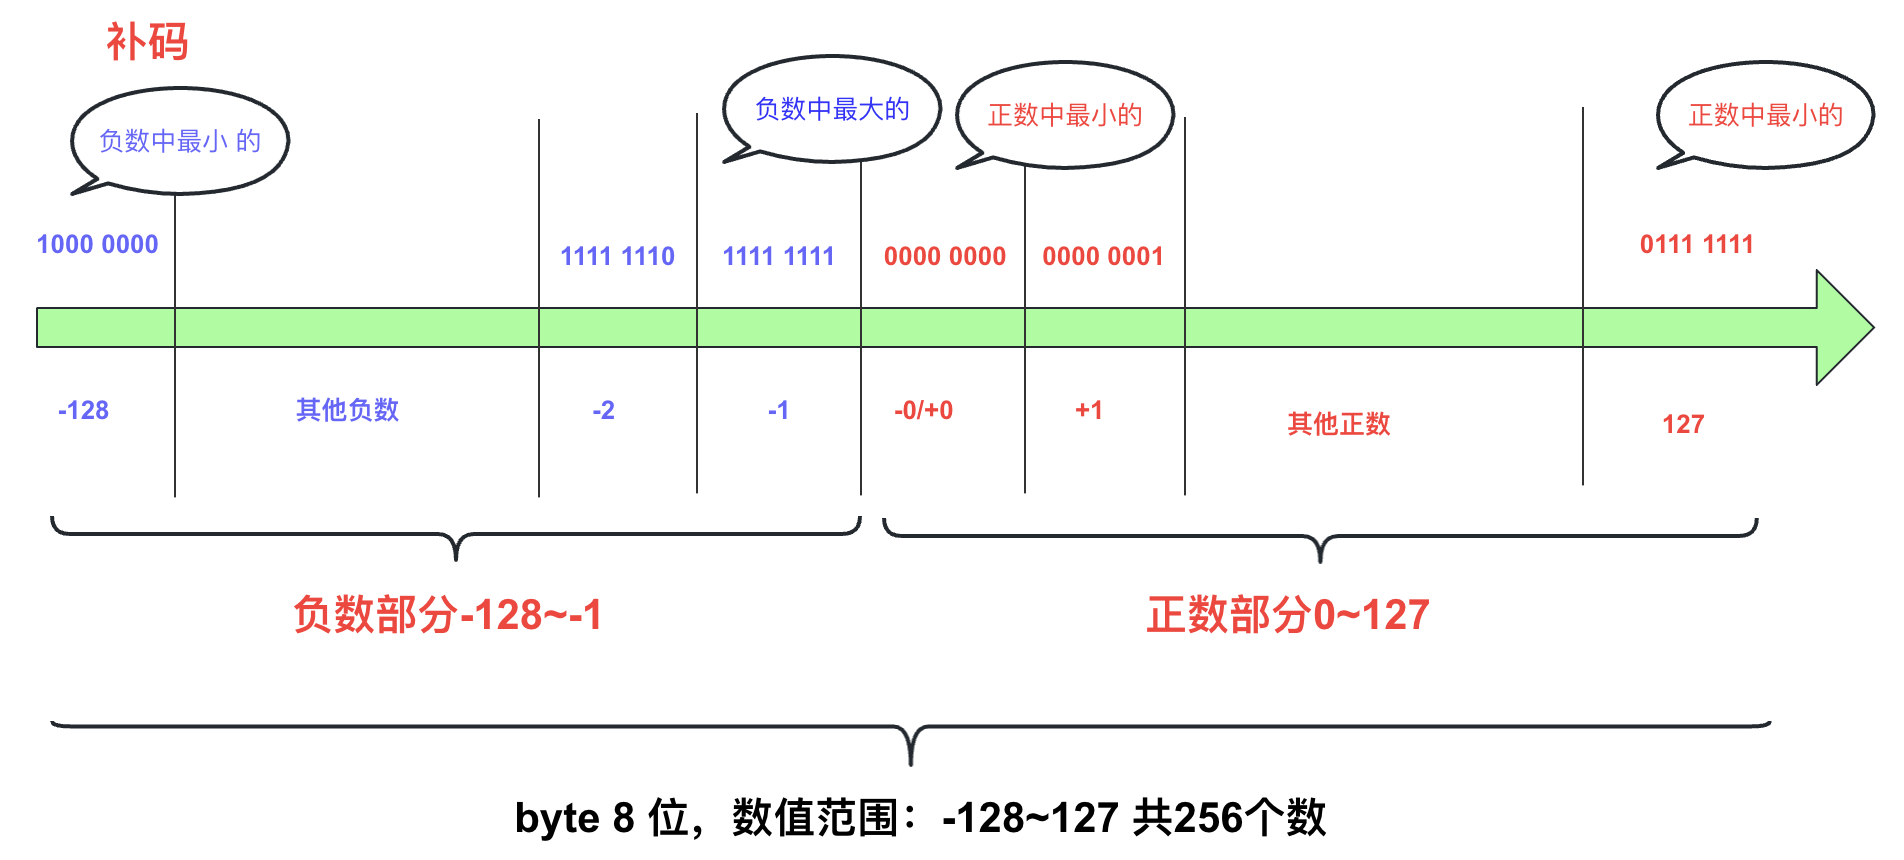 补码
负数中最小 的
负数中最大的
正数中最小的
正数中最小的
1000 0000
1111 1110
1111 1111
0000 0000
0000 0001
0111 1111
-128
其他负数
-2
-1
-0/+0
+1
其他正数
127
负数部分-128~-1
正数部分0~127
byte 8 位，数值范围：-128~127 共256个数